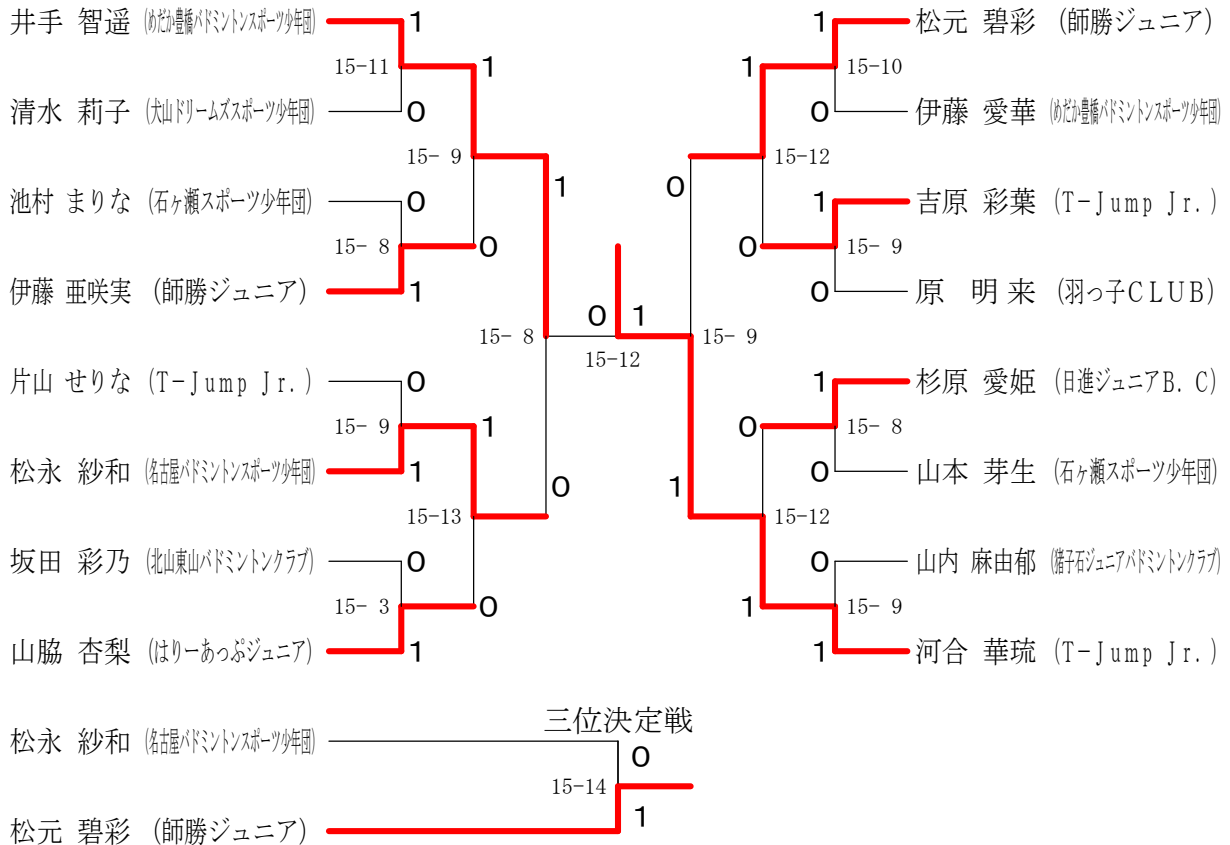 井手 智遥 (めだか豊橋バドミントンスポーツ少年団) 1
15-11 1
清水 莉子 (犬山ドリームズスポーツ少年団) 0
15- 9 1
池村 まりな (石ヶ瀬スポーツ少年団) 0
15- 8 0
伊藤 亜咲実 (師勝ジュニア) 1
15- 8 0
片山 せりな (T-Jump Jr.) 0
15- 9 1
松永 紗和 (名古屋バドミントンスポーツ少年団) 1
15-13 0
坂田 彩乃 (北山東山バドミントンクラブ) 0
15- 3 0
山脇 杏梨 (はりーあっぷジュニア) 1
15-12
1 松元 碧彩 (師勝ジュニア)
1 15-10
0 伊藤 愛華 (めだか豊橋バドミントンスポーツ少年団)
0 15-12
1 吉原 彩葉 (T-Jump Jr.)
0 15- 9
0 原 明来 (羽っ子CLUB)
1 15- 9
1 杉原 愛姫 (日進ジュニアB.C)
0 15- 8
0 山本 芽生 (石ヶ瀬スポーツ少年団)
1 15-12
0 山内 麻由郁 (猪子石ジュニアバドミントンクラブ)
1 15- 9
1 河合 華琉 (T-Jump Jr.)
三位決定戦
松永 紗和 (名古屋バドミントンスポーツ少年団) 0
15-14
松元 碧彩 (師勝ジュニア) 1